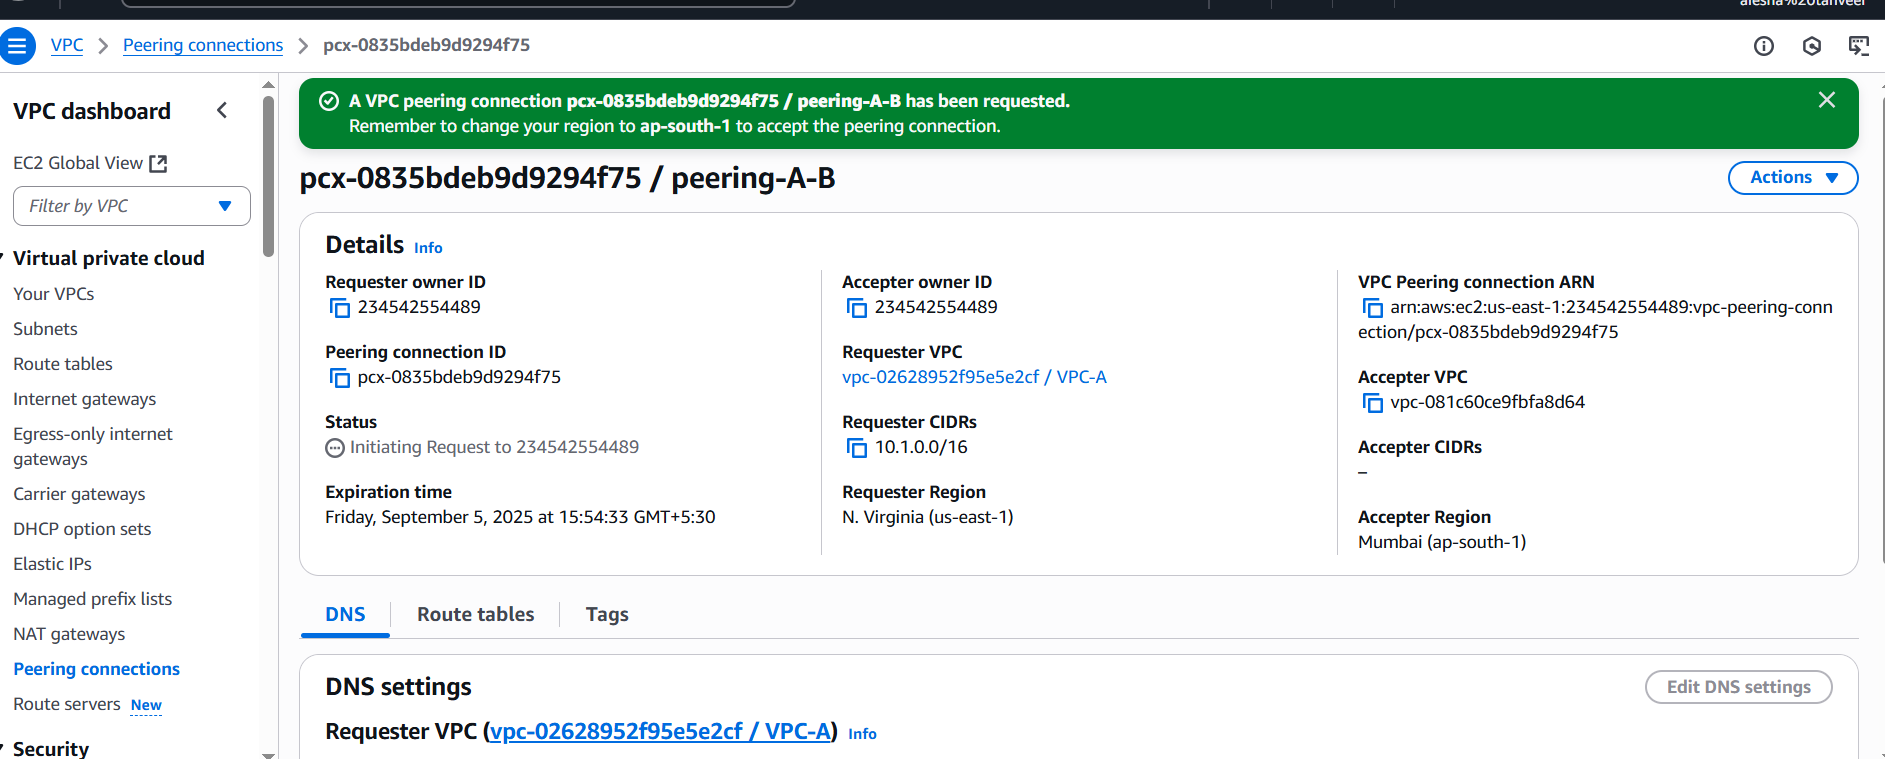 VPC
Peering connections
pcx-0835bdeb9d9294f75
VPC dashboard
EC2 Global View
Filter by VPC
Virtual private cloud
Your VPCs
Subnets
Route tables
Internet gateways
Egress-only internet
gateways
Carrier gateways
DHCP option sets
Elastic IPs
Managed prefix lists
NAT gateways
Peering connections
Route servers New
Security
A VPC peering connection pcx-0835bdeb9d9294f75 / peering-A-B has been requested.
Remember to change your region to ap-south-1 to accept the peering connection.
pcx-0835bdeb9d9294f75 / peering-A-B
Actions
Details Info
Requester owner ID
234542554489
Peering connection ID
pcx-0835bdeb9d9294f75
Status
Initiating Request to 234542554489
Expiration time
Friday, September 5, 2025 at 15:54:33 GMT+5:30
Accepter owner ID
234542554489
Requester VPC
vpc-02628952f95e5e2cf / VPC-A
Requester CIDRs
10.1.0.0/16
Requester Region
N. Virginia (us-east-1)
VPC Peering connection ARN
arn:aws:ec2:us-east-1:234542554489:vpc-peering-conn
ection/pcx-0835bdeb9d9294f75
Accepter VPC
vpc-081c60ce9fbfa8d64
Accepter CIDRs
–
Accepter Region
Mumbai (ap-south-1)
DNS
Route tables
Tags
DNS settings
Edit DNS settings
Requester VPC (vpc-02628952f95e5e2cf / VPC-A) Info